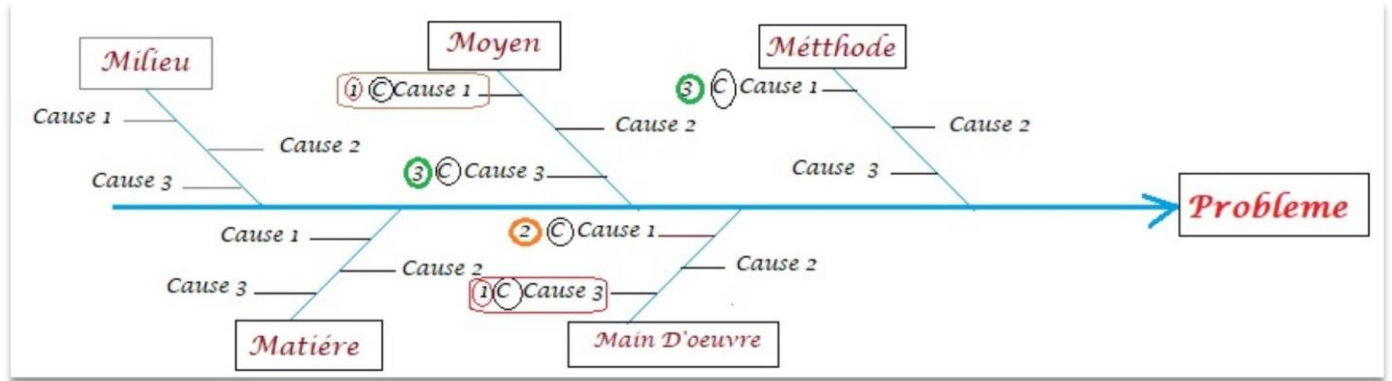 Milieu
Cause 1
Cause 2
Cause 3
Moyen
1 C Cause 1
Cause 2
3 C Cause 3
Métthode
3 C Cause 1
Cause 2
Cause 3
Probleme
Cause 1
Cause 2
Cause 3
Matiére
2 C Cause 1
Cause 2
1 C Cause 3
Main D'oeuvre